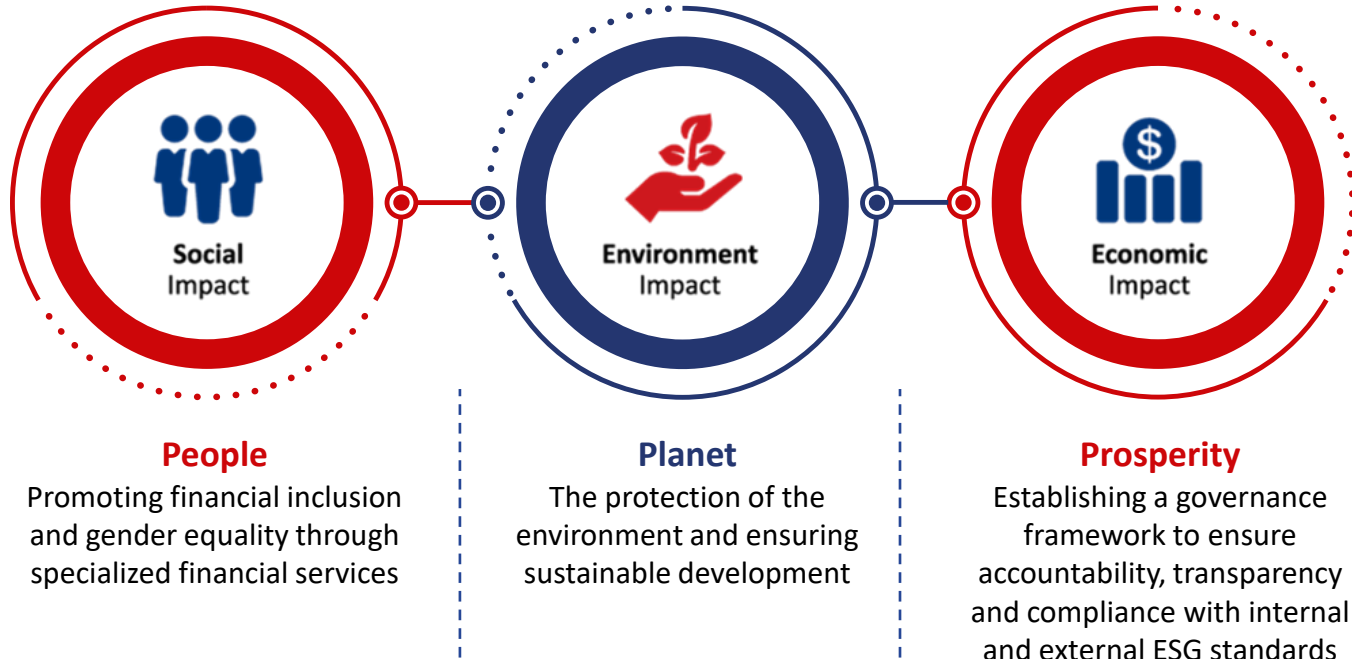 Social
Impact
Environment
Impact
$
Economic
Impact
People
Promoting financial inclusion
and gender equality through
specialized financial services
Planet
The protection of the
environment and ensuring
sustainable development
Prosperity
Establishing a governance
framework to ensure
accountability, transparency
and compliance with internal
and external ESG standards